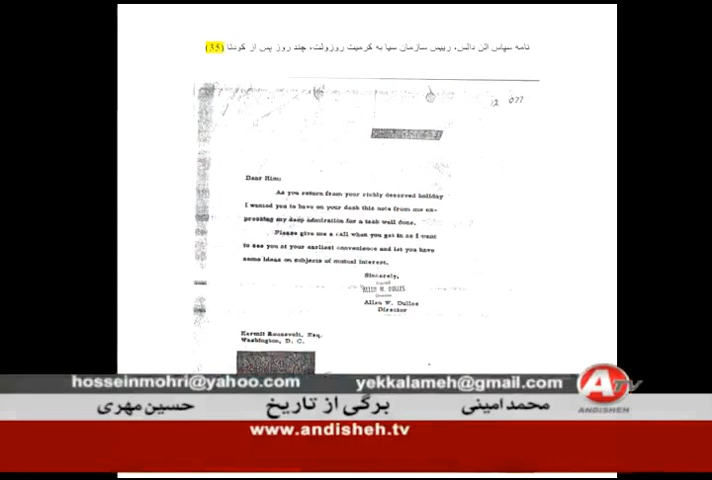 نامه سپاس آلن دالس، رییس سازمان سیا به کرمیت روزولت، چند روز پس از کودتا (35)
Dear Kim:
As you return from your richly deserved holiday
I wanted you to have on your desk this note from me ex-
pressing my deep admiration for a task well done.
Please give me a call when you get in as I want
to see you at your earliest convenience and let you have
some ideas on subjects of mutual interest.
Sincerely,
ALLEN W. DULLES
Allen W. Dulles
Director
Kermit Roosevelt, Esq.
Washington, D. C.
hosseinmohri@yahoo.com yekkalameh@gmail.com
محمد امینی برگی از تاریخ حسین مهری
ATV
ANDISHEH
www.andisheh.tv